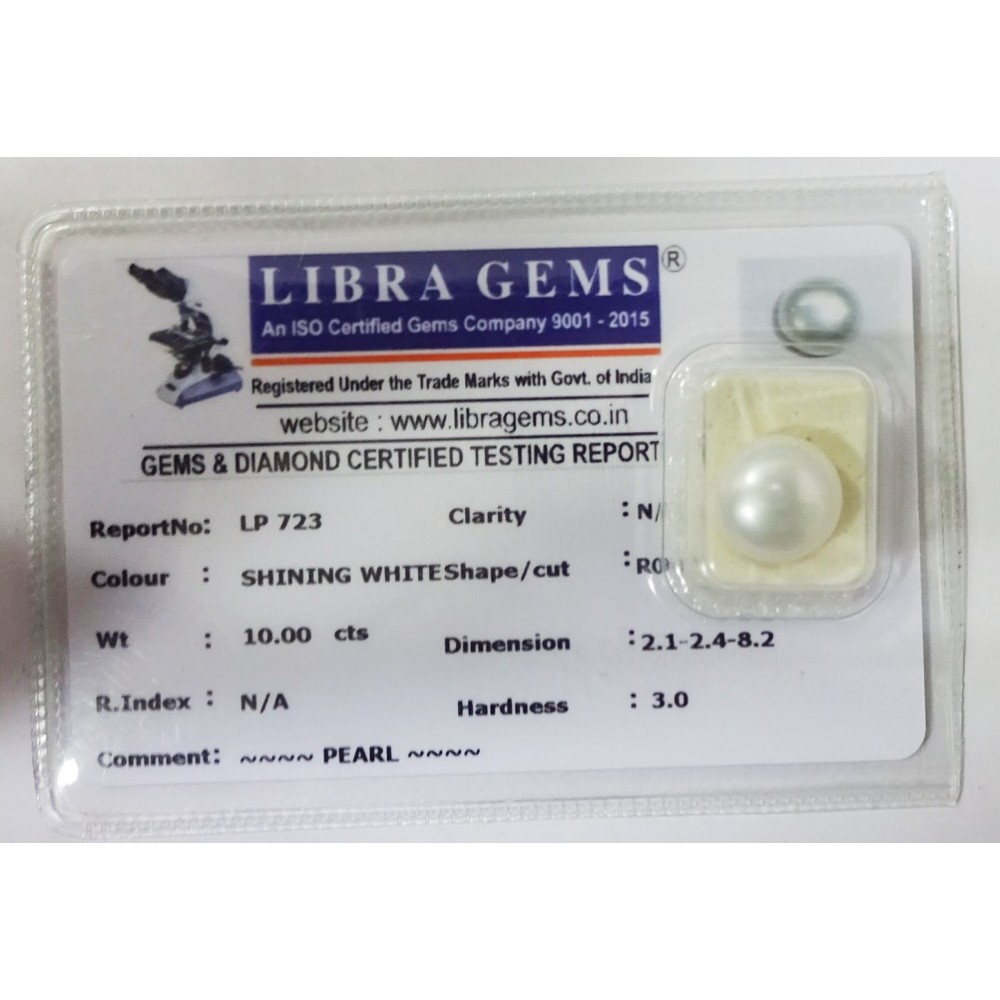 LIBRA GEMS ®
An ISO Certified Gems Company 9001 - 2015
Registered Under the Trade Marks with Govt. of India
website : www.libragems.co.in
GEMS & DIAMOND CERTIFIED TESTING REPORT
ReportNo: LP 723 Clarity : N/
Colour : SHINING WHITE Shape/cut :
Wt : 10.00 cts Dimension : 2.1-2.4-8.2
R.Index : N/A Hardness : 3.0
Comment: ~~~~ PEARL ~~~~